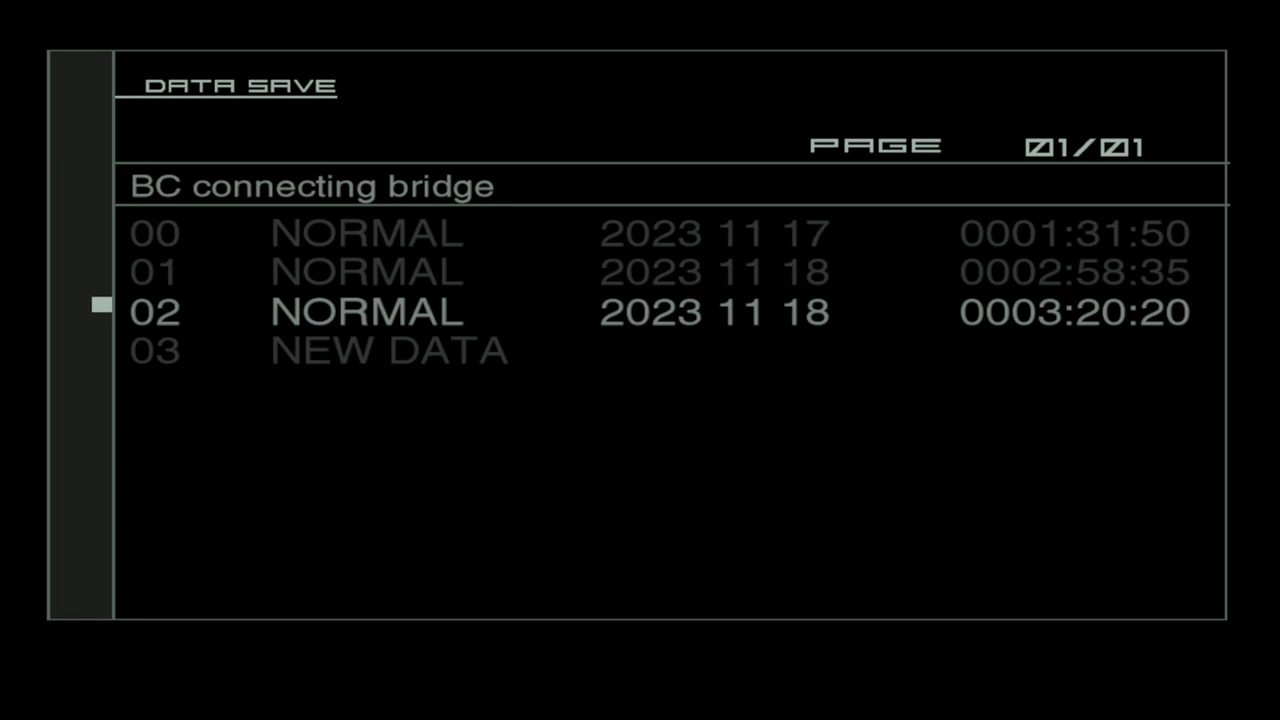 DATA SAVE
PAGE 01/01
BC connecting bridge
00 NORMAL 2023 11 17 0001:31:50
01 NORMAL 2023 11 18 0002:58:35
02 NORMAL 2023 11 18 0003:20:20
03 NEW DATA